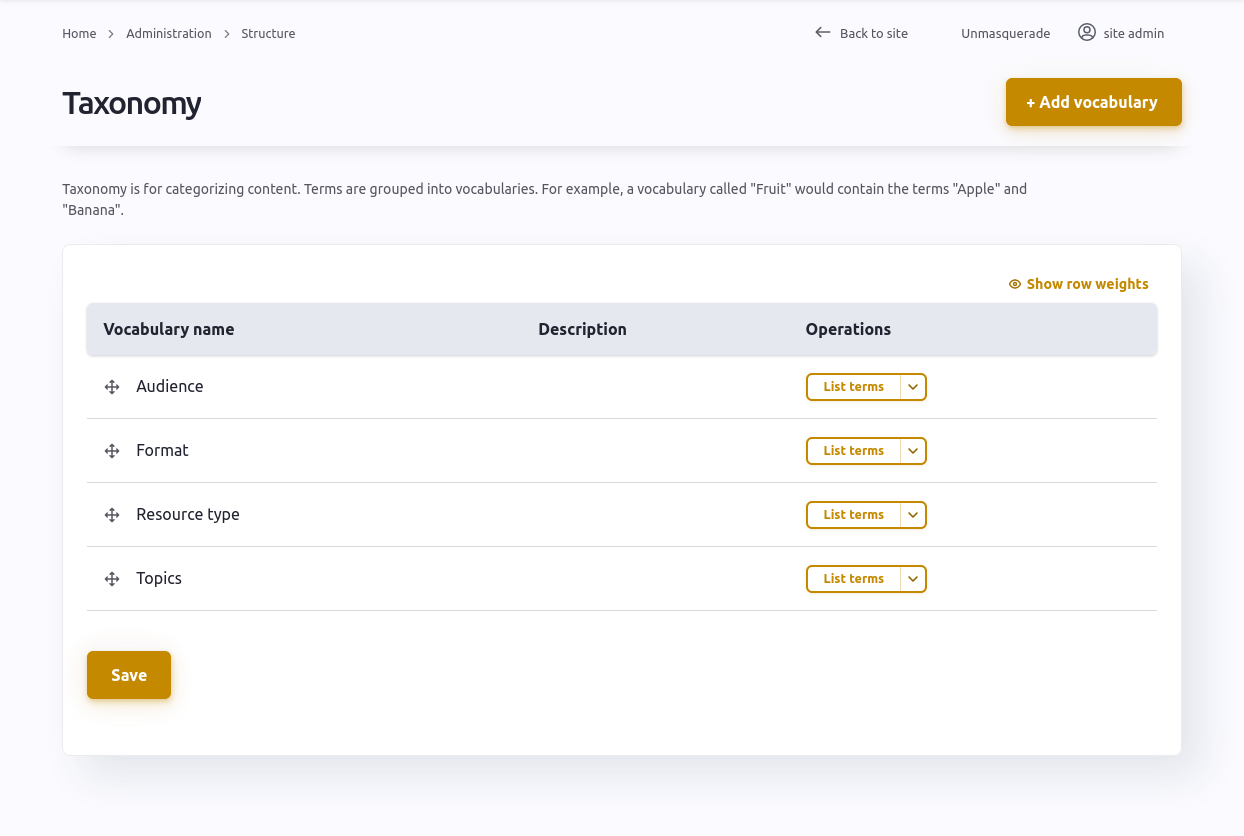 Home > Administration > Structure
Back to site
Unmasquerade
site admin
Taxonomy
+ Add vocabulary
Taxonomy is for categorizing content. Terms are grouped into vocabularies. For example, a vocabulary called "Fruit" would contain the terms "Apple" and
"Banana".
Show row weights
Vocabulary name Description Operations
Audience List terms
Format List terms
Resource type List terms
Topics List terms
Save